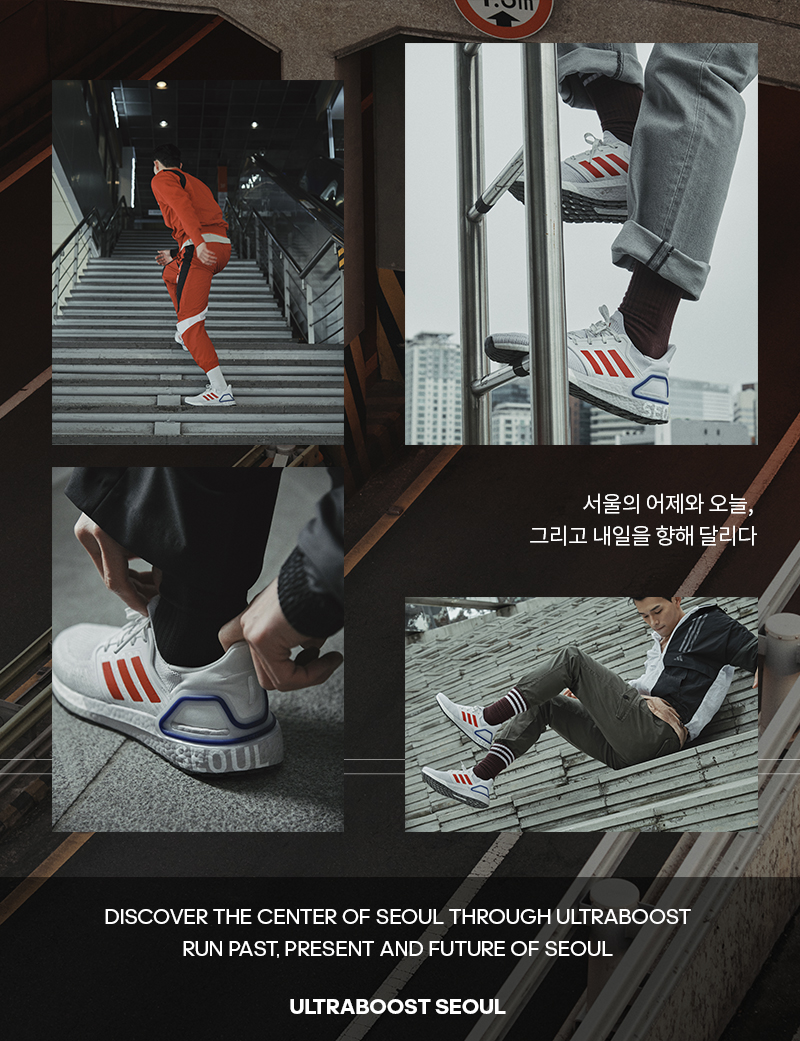 서울의 어제와 오늘,
그리고 내일을 향해 달리다
SEOUL
DISCOVER THE CENTER OF SEOUL THROUGH ULTRABOOST
RUN PAST, PRESENT AND FUTURE OF SEOUL
ULTRABOOST SEOUL